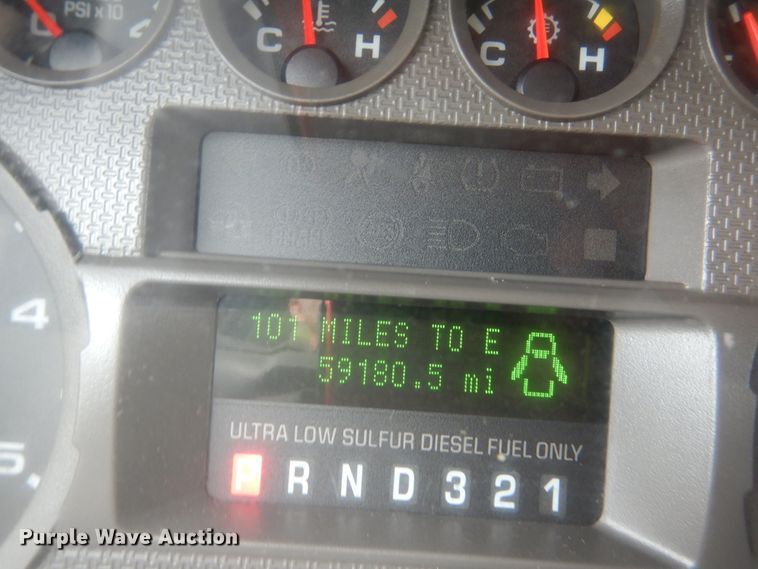 PSI x 10
C
C H
C H
4
101 MILES TO E
59180.5 mi
ULTRA LOW SULFUR DIESEL FUEL ONLY
P R N D 3 2 1
5
Purple Wave Auction